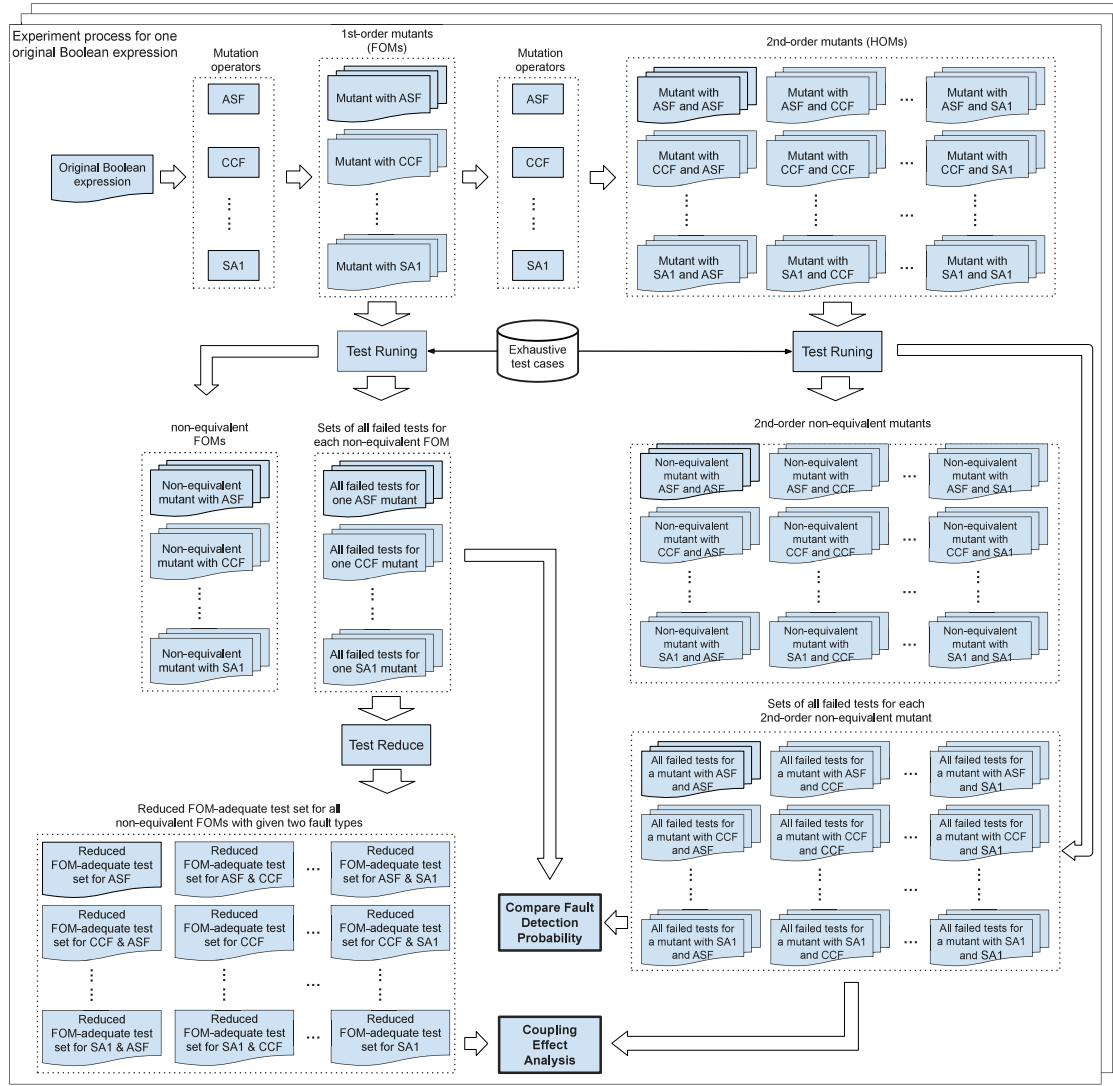 Experiment process for one
original Boolean expression
Mutation
operators
ASF
CCF
SA1
Original Boolean
expression
1st-order mutants
(FOMs)
Mutant with ASF
Mutant with CCF
Mutant with SA1
Mutation
operators
ASF
CCF
SA1
2nd-order mutants (HOMs)
Mutant with
ASF and ASF
Mutant with
ASF and CCF
...
Mutant with
ASF and SA1
Mutant with
CCF and ASF
Mutant with
CCF and CCF
...
Mutant with
CCF and SA1
...
Mutant with
SA1 and ASF
Mutant with
SA1 and CCF
...
Mutant with
SA1 and SA1
Test Runing
Exhaustive
test cases
Test Runing
non-equivalent
FOMs
Non-equivalent
mutant with ASF
Non-equivalent
mutant with CCF
Non-equivalent
mutant with SA1
Sets of all failed tests for
each non-equivalent FOM
All failed tests for
one ASF mutant
All failed tests for
one CCF mutant
All failed tests for
one SA1 mutant
2nd-order non-equivalent mutants
Non-equivalent
mutant with
ASF and ASF
Non-equivalent
mutant with
ASF and CCF
...
Non-equivalent
mutant with
ASF and SA1
Non-equivalent
mutant with
CCF and ASF
Non-equivalent
mutant with
CCF and CCF
...
Non-equivalent
mutant with
CCF and SA1
...
Non-equivalent
mutant with
SA1 and ASF
Non-equivalent
mutant with
SA1 and CCF
...
Non-equivalent
mutant with
SA1 and SA1
Test Reduce
Sets of all failed tests for each
2nd-order non-equivalent mutant
All failed tests for
a mutant with ASF
and ASF
All failed tests for
a mutant with ASF
and CCF
...
All failed tests for
a mutant with ASF
and SA1
All failed tests for
a mutant with CCF
and ASF
All failed tests for
a mutant with CCF
and CCF
...
All failed tests for
a mutant with CCF
and SA1
...
All failed tests for
a mutant with SA1
and ASF
All failed tests for
a mutant with SA1
and CCF
...
All failed tests for
a mutant with SA1
and SA1
Reduced FOM-adequate test set for all
non-equivalent FOMs with given two fault types
Reduced
FOM-adequate test
set for ASF
Reduced
FOM-adequate test
set for ASF & CCF
...
Reduced
FOM-adequate test
set for ASF & SA1
Reduced
FOM-adequate test
set for CCF & ASF
Reduced
FOM-adequate test
set for CCF
...
Reduced
FOM-adequate test
set for CCF & SA1
...
Reduced
FOM-adequate test
set for SA1 & ASF
Reduced
FOM-adequate test
set for SA1 & CCF
...
Reduced
FOM-adequate test
set for SA1
Compare Fault
Detection
Probability
Coupling
Effect
Analysis